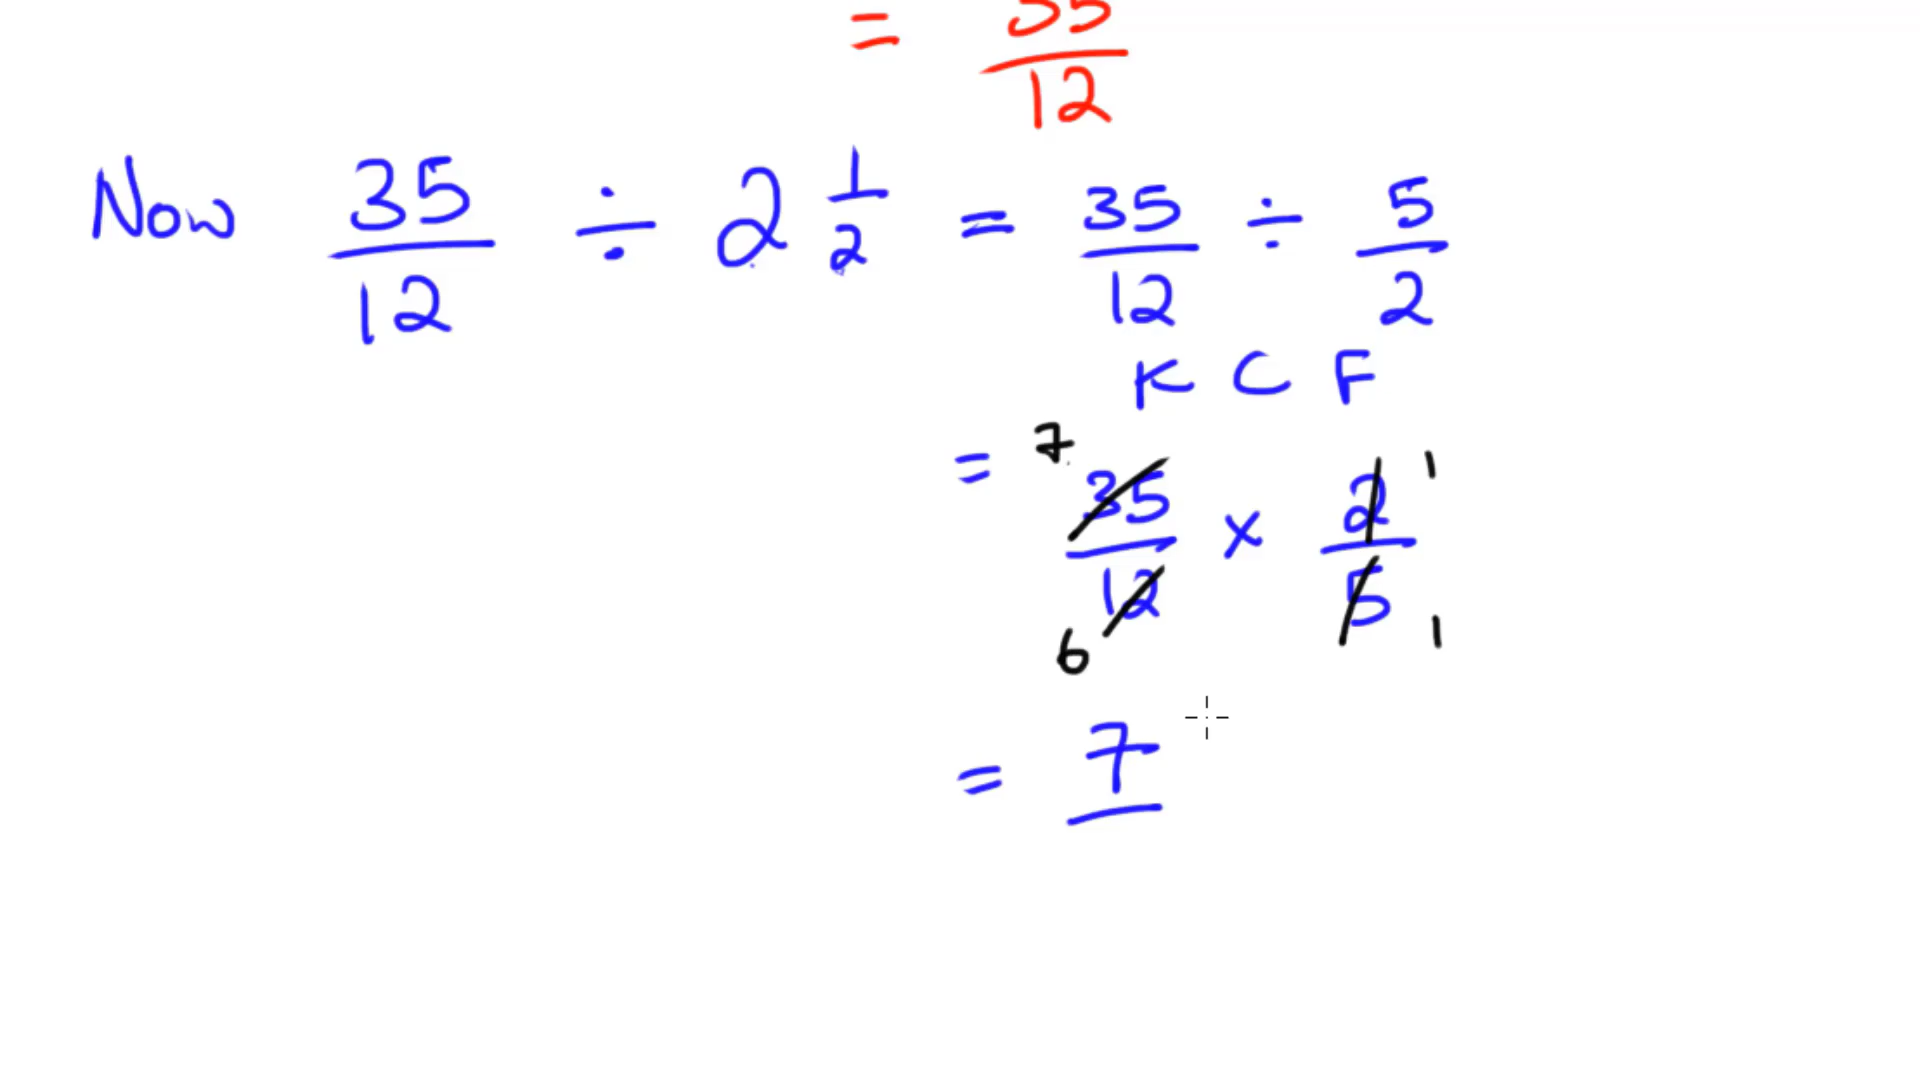 = 35/12
Now 35/12 ÷ 2 1/2 = 35/12 ÷ 5/2
K C F
= 7 35/12 6 x 1 2/5 1
= 7